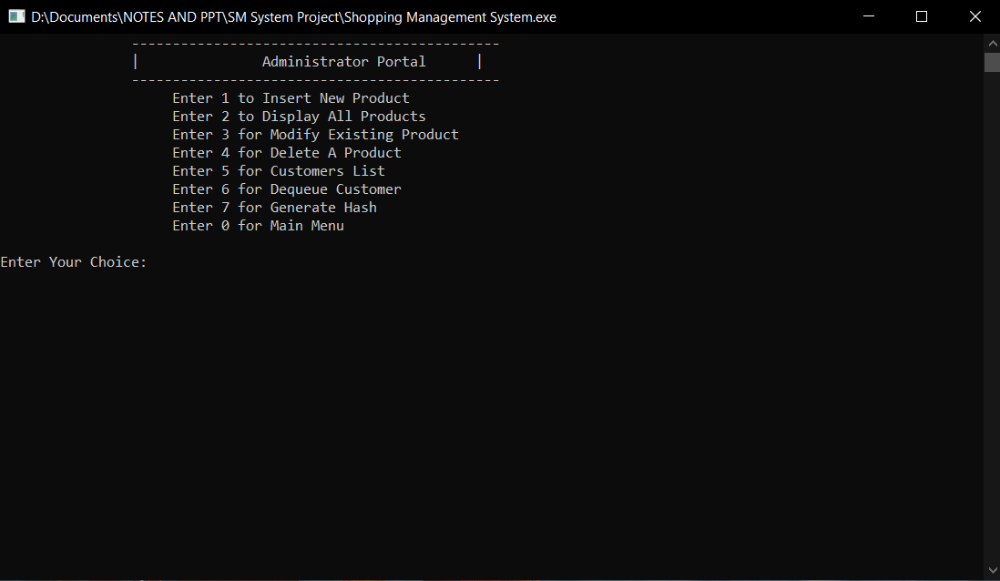 D:\Documents\NOTES AND PPT\SM System Project\Shopping Management System.exe
---------------------------------------------
|               Administrator Portal      |
---------------------------------------------
Enter 1 to Insert New Product
Enter 2 to Display All Products
Enter 3 for Modify Existing Product
Enter 4 for Delete A Product
Enter 5 for Customers List
Enter 6 for Dequeue Customer
Enter 7 for Generate Hash
Enter 0 for Main Menu
Enter Your Choice: